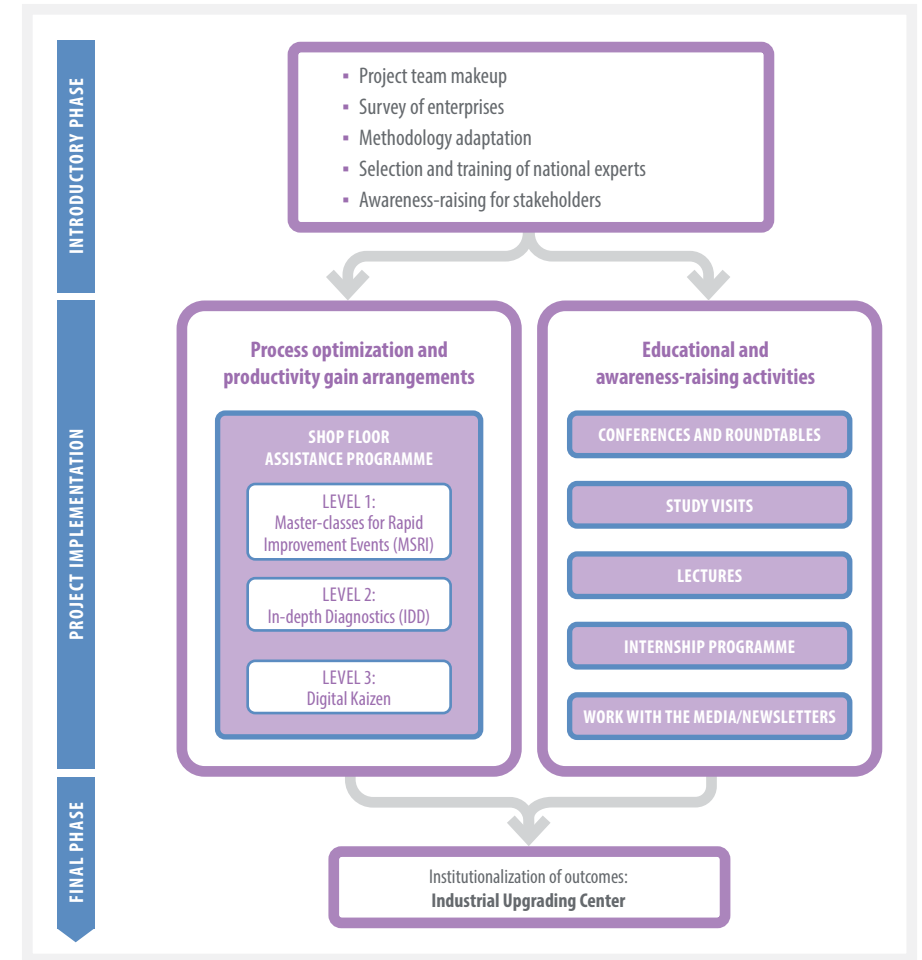 INTRODUCTORY PHASE
▪ Project team makeup
▪ Survey of enterprises
▪ Methodology adaptation
▪ Selection and training of national experts
▪ Awareness-raising for stakeholders
PROJECT IMPLEMENTATION
Process optimization and
productivity gain arrangements
SHOP FLOOR
ASSISTANCE PROGRAMME
LEVEL 1:
Master-classes for Rapid
Improvement Events (MSRI)
LEVEL 2:
In-depth Diagnostics (IDD)
LEVEL 3:
Digital Kaizen
Educational and
awareness-raising activities
CONFERENCES AND ROUNDTABLES
STUDY VISITS
LECTURES
INTERNSHIP PROGRAMME
WORK WITH THE MEDIA/NEWSLETTERS
FINAL PHASE
Institutionalization of outcomes:
Industrial Upgrading Center